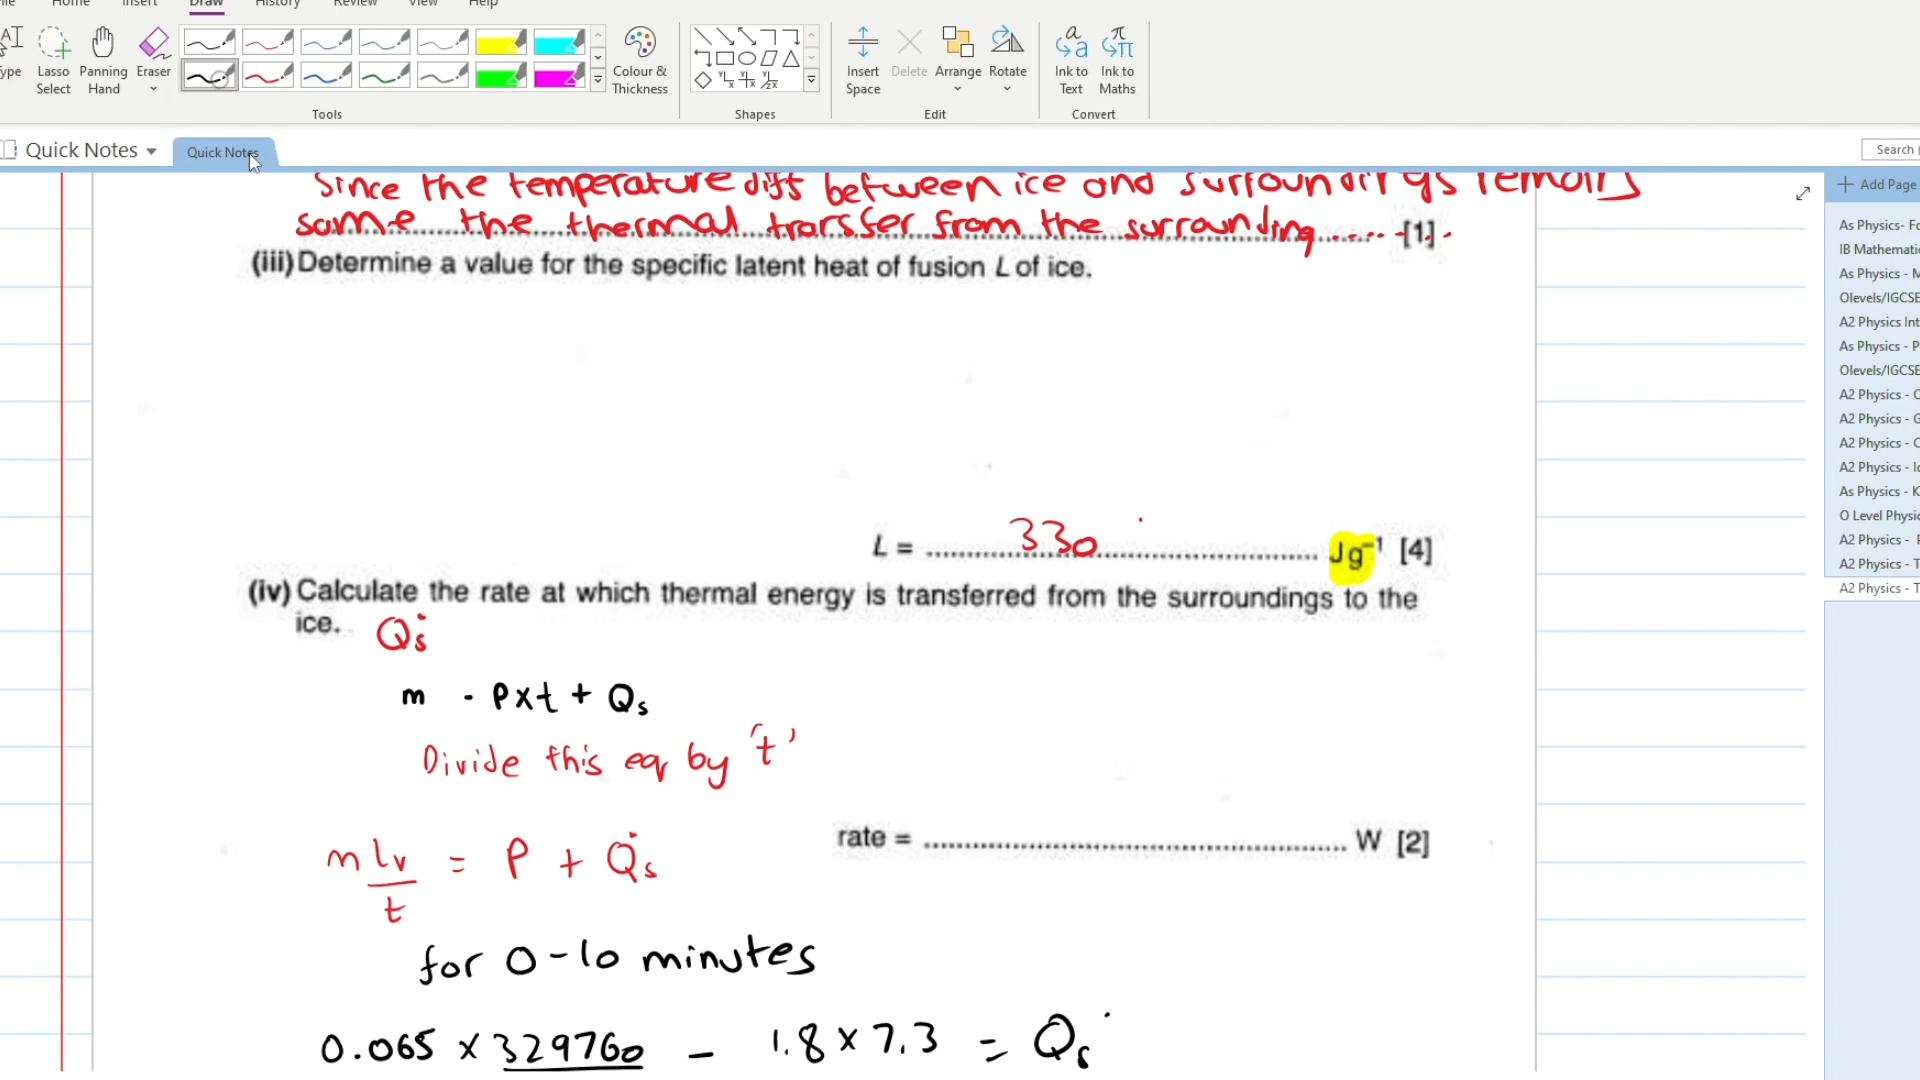 Home Insert Draw History Review View Help
Type
Lasso Select
Panning Hand
Eraser
Colour & Thickness
Insert Space
Delete
Arrange
Rotate
Ink to Text
Ink to Maths
Tools
Shapes
Edit
Convert
Quick Notes
Quick Notes
Search
Add Page
Since the temperature diff between ice and surroundings remains
same the thermal transfer from the surrounding [1]
(iii) Determine a value for the specific latent heat of fusion L of ice.
L = 330 Jg⁻¹ [4]
(iv) Calculate the rate at which thermal energy is transferred from the surroundings to the
ice. Q̇s
m - P x t + Qs
Divide this eq by 't'
m Lv / t = P + Q̇s
rate = W [2]
for 0-10 minutes
0.065 × 329760 - 1.8 × 7.3 = Q̇s
As Physics- Fo
IB Mathematic
As Physics - M
Olevels/IGCSE
A2 Physics Int
As Physics - P
Olevels/IGCSE
A2 Physics - C
A2 Physics - G
A2 Physics - C
A2 Physics - Ic
As Physics - K
O Level Physic
A2 Physics - P
A2 Physics - T
A2 Physics - T